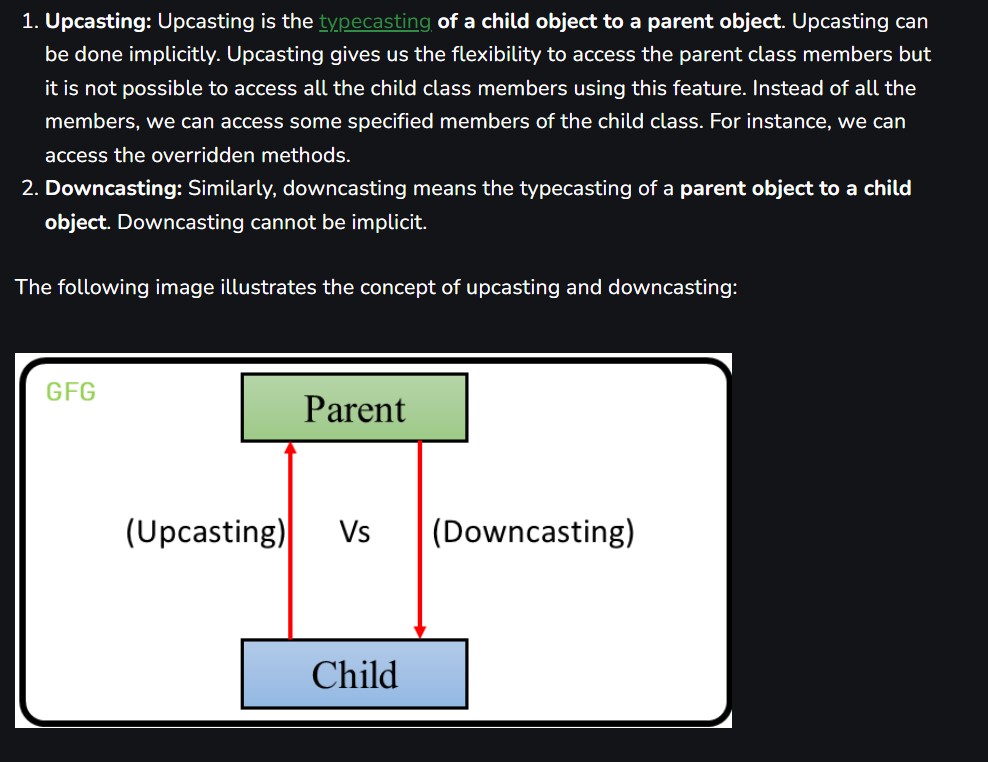 1. Upcasting: Upcasting is the typecasting of a child object to a parent object. Upcasting can
be done implicitly. Upcasting gives us the flexibility to access the parent class members but
it is not possible to access all the child class members using this feature. Instead of all the
members, we can access some specified members of the child class. For instance, we can
access the overridden methods.
2. Downcasting: Similarly, downcasting means the typecasting of a parent object to a child
object. Downcasting cannot be implicit.
The following image illustrates the concept of upcasting and downcasting:
GFG
Parent
(Upcasting) Vs (Downcasting)
Child